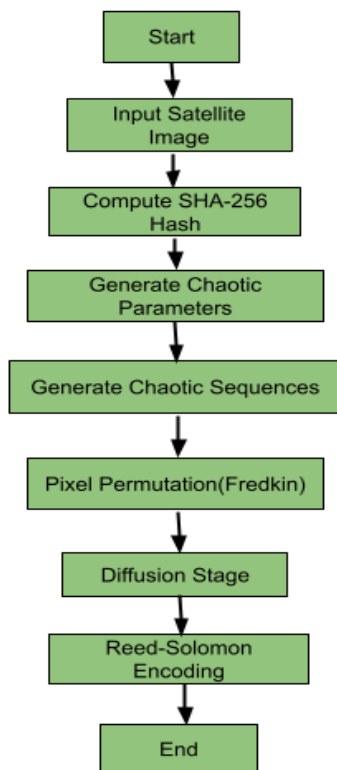 Start
Input Satellite
Image
Compute SHA-256
Hash
Generate Chaotic
Parameters
Generate Chaotic Sequences
Pixel Permutation(Fredkin)
Diffusion Stage
Reed-Solomon
Encoding
End